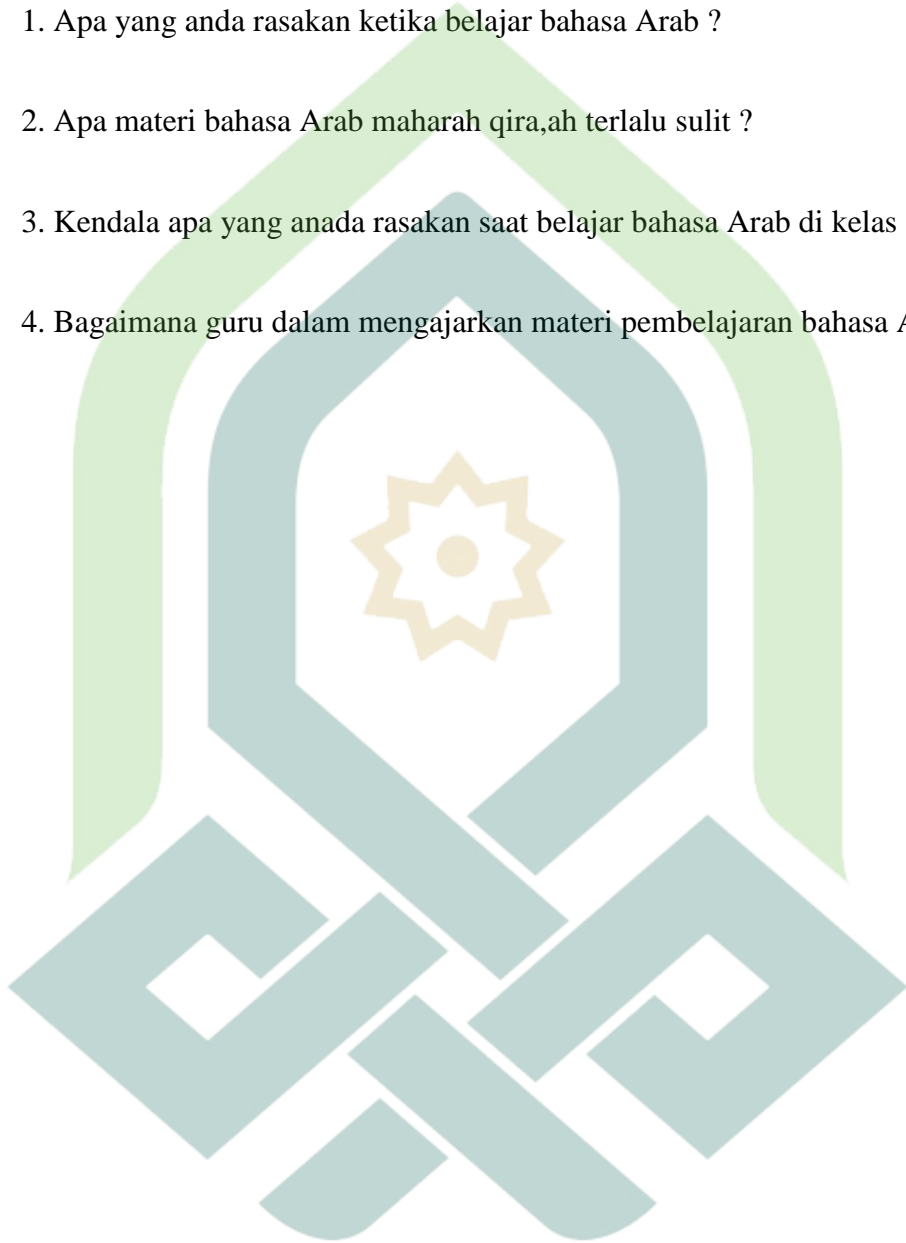 1. Apa yang anda rasakan ketika belajar bahasa Arab ?
2. Apa materi bahasa Arab maharah qira,ah terlalu sulit ?
3. Kendala apa yang anada rasakan saat belajar bahasa Arab di kelas
4. Bagaimana guru dalam mengajarkan materi pembelajaran bahasa